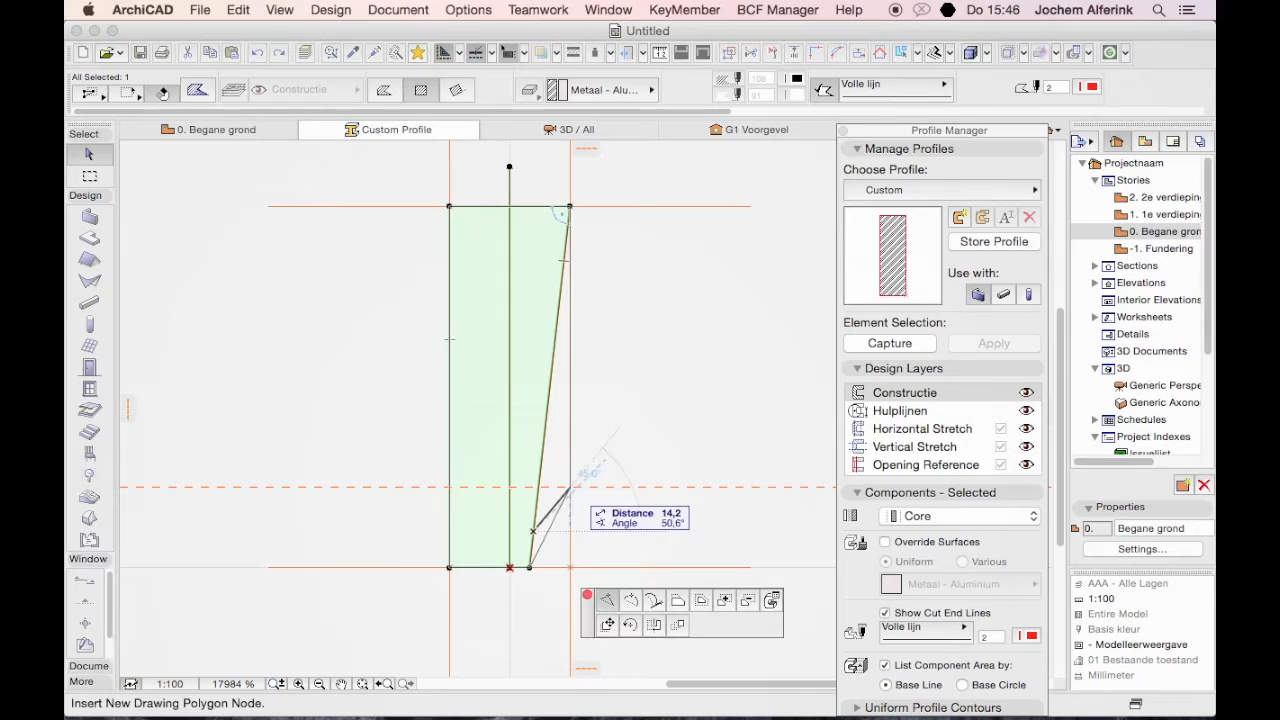 ArchiCAD File Edit View Design Document Options Teamwork Window KeyMember BCF Manager Help Do 15:46 Jochem Alferink
Untitled
All Selected: 1
Constructie
Metaal - Alu...
108
91
Volle lijn
2
Select
0. Begane grond
Custom Profile
3D / All
G1 Voorgevel
Design
Window
Docume
More
45,0°
Distance 14,2
Angle 50,6°
Profile Manager
Manage Profiles
Choose Profile:
Custom
Store Profile
Use with:
Element Selection:
Capture
Apply
Design Layers
Constructie
Hulplijnen
Horizontal Stretch
Vertical Stretch
Opening Reference
Components - Selected
Core
Override Surfaces
Uniform
Various
Metaal - Aluminium
Show Cut End Lines
Volle lijn
2
List Component Area by:
Base Line
Base Circle
Uniform Profile Contours
Projectnaam
Stories
2. 2e verdiepin
1. 1e verdiepin
0. Begane gron
-1. Fundering
Sections
Elevations
Interior Elevations
Worksheets
Details
3D Documents
3D
Generic Perspe
Generic Axono
Schedules
Project Indexes
Issuelijst
Properties
0.
Begane grond
Settings...
AAA - Alle Lagen
1:100
Entire Model
Basis kleur
- Modelleerweergave
01 Bestaande toestand
Millimeter
1:100
17984 %
Insert New Drawing Polygon Node.